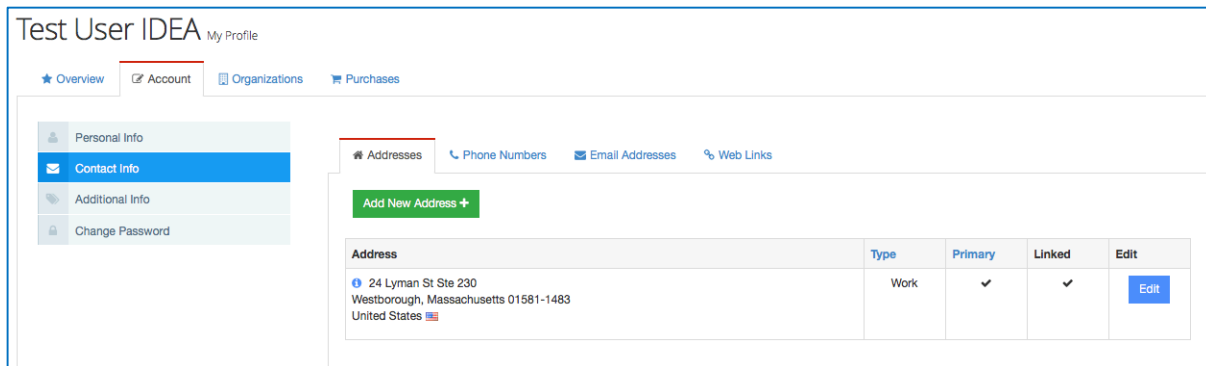 Test User IDEA My Profile
Overview Account Organizations Purchases
Personal Info
Contact Info
Additional Info
Change Password
Addresses Phone Numbers Email Addresses Web Links
Add New Address +
Address Type Primary Linked Edit
24 Lyman St Ste 230 Work Edit
Westborough, Massachusetts 01581-1483
United States